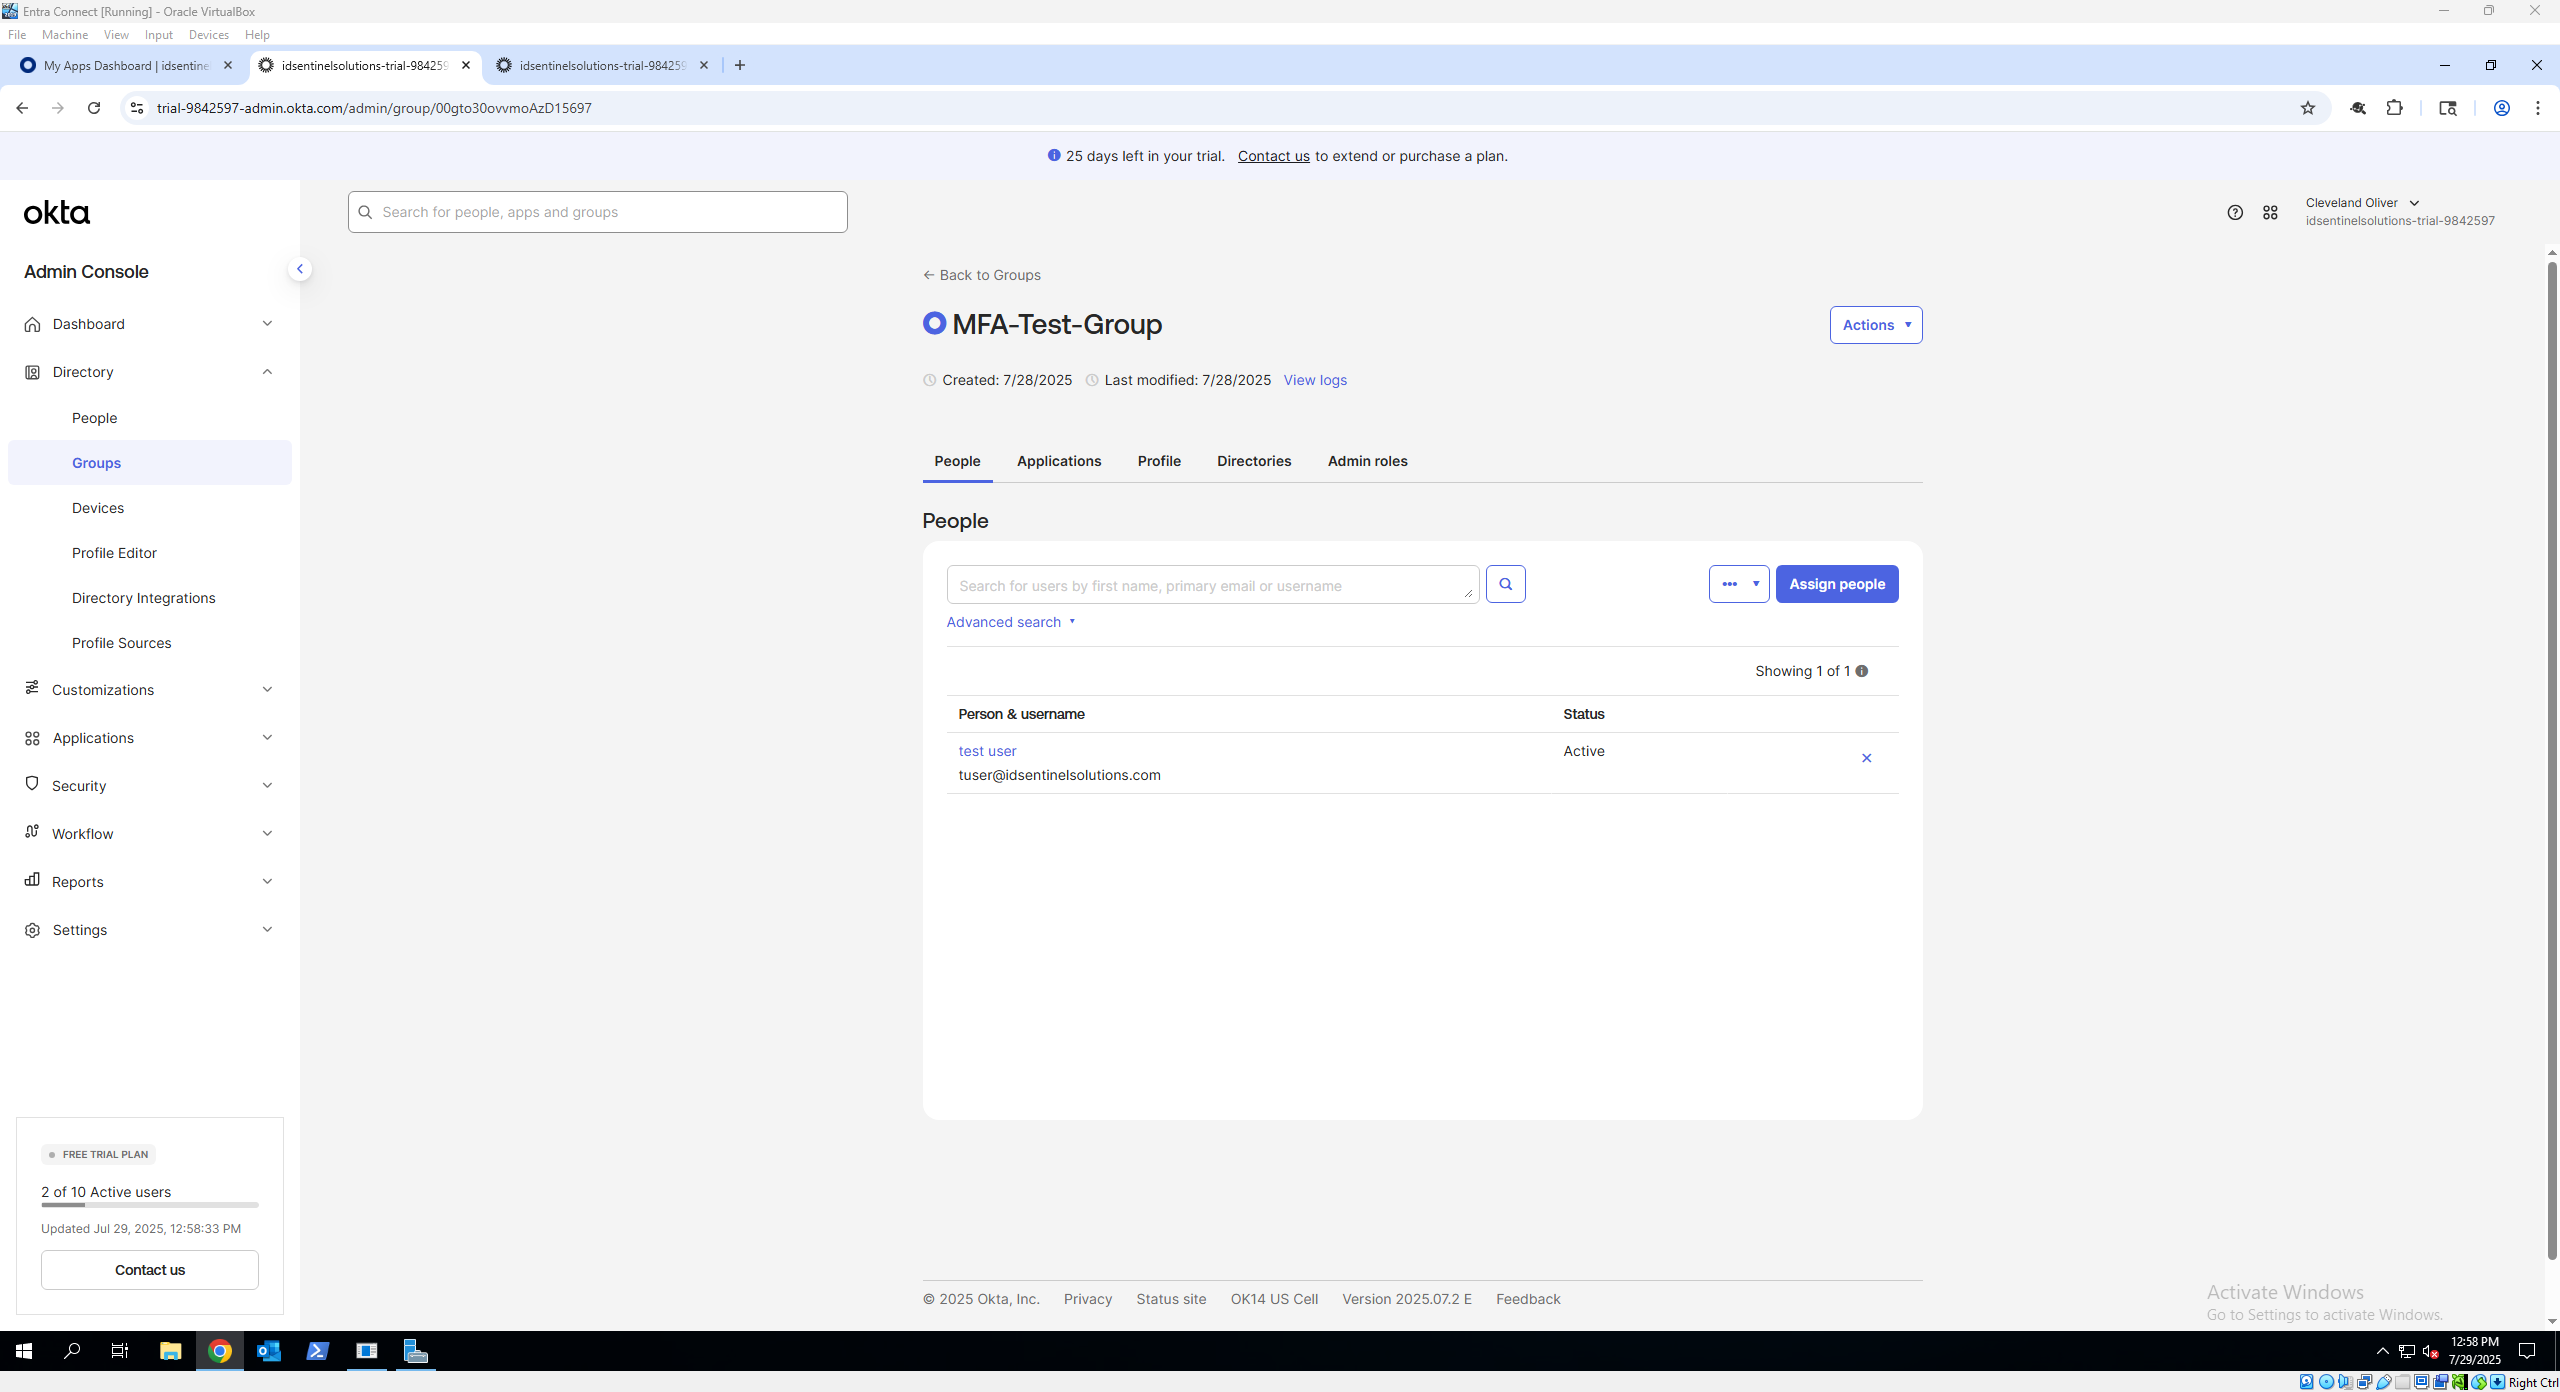 Entra Connect [Running] - Oracle VirtualBox
File Machine View Input Devices Help
My Apps Dashboard | idsentinel
idsentinelsolutions-trial-984259
idsentinelsolutions-trial-984259
trial-9842597-admin.okta.com/admin/group/00gto30ovvmoAzD15697
25 days left in your trial. Contact us to extend or purchase a plan.
okta
Search for people, apps and groups
Cleveland Oliver
idsentinelsolutions-trial-9842597
Admin Console
Dashboard
Directory
People
Groups
Devices
Profile Editor
Directory Integrations
Profile Sources
Customizations
Applications
Security
Workflow
Reports
Settings
FREE TRIAL PLAN
2 of 10 Active users
Updated Jul 29, 2025, 12:58:33 PM
Contact us
← Back to Groups
MFA-Test-Group
Actions
Created: 7/28/2025 Last modified: 7/28/2025 View logs
People Applications Profile Directories Admin roles
People
Search for users by first name, primary email or username
Assign people
Advanced search
Showing 1 of 1
Person & username Status
test user Active
tuser@idsentinelsolutions.com
© 2025 Okta, Inc. Privacy Status site OK14 US Cell Version 2025.07.2 E Feedback
Activate Windows
Go to Settings to activate Windows.
12:58 PM
7/29/2025
Right Ctrl